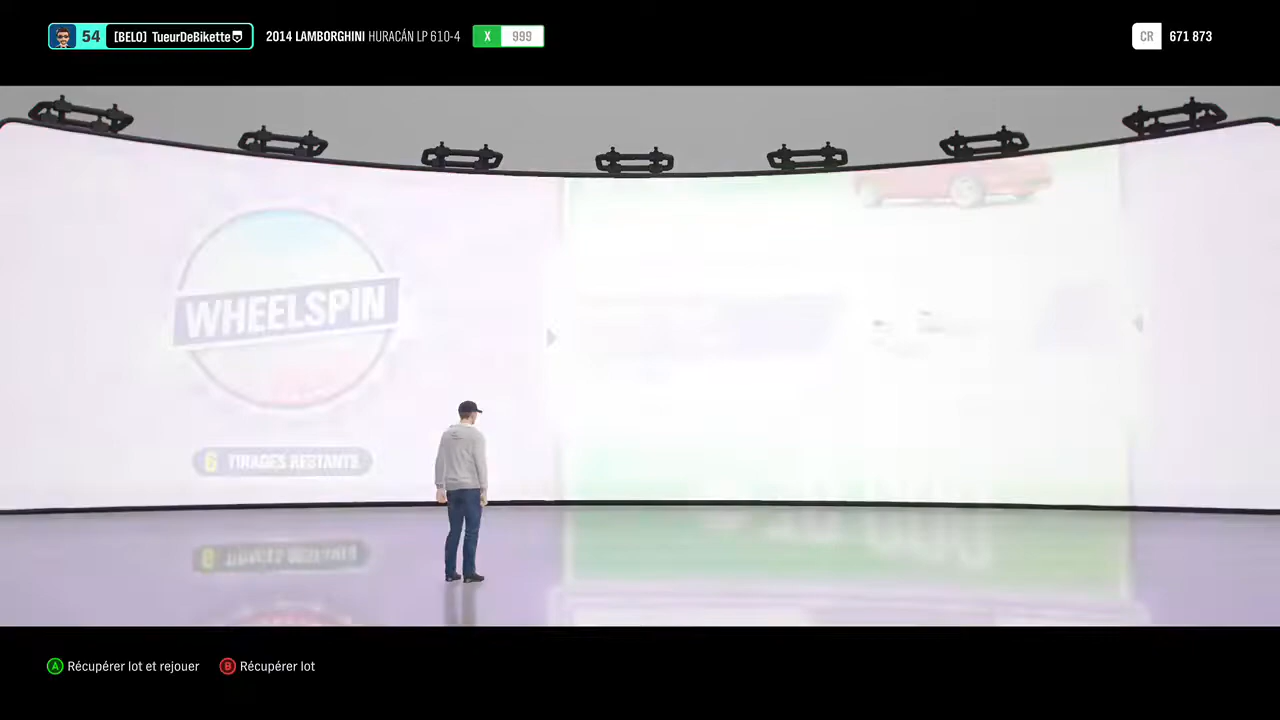 54 [BELO] TueurDeBikette 2014 LAMBORGHINI HURACÁN LP 610-4 X 999 CR 671 873
WHEELSPIN
6 TIRAGES RESTANTS
A Récupérer lot et rejouer B Récupérer lot